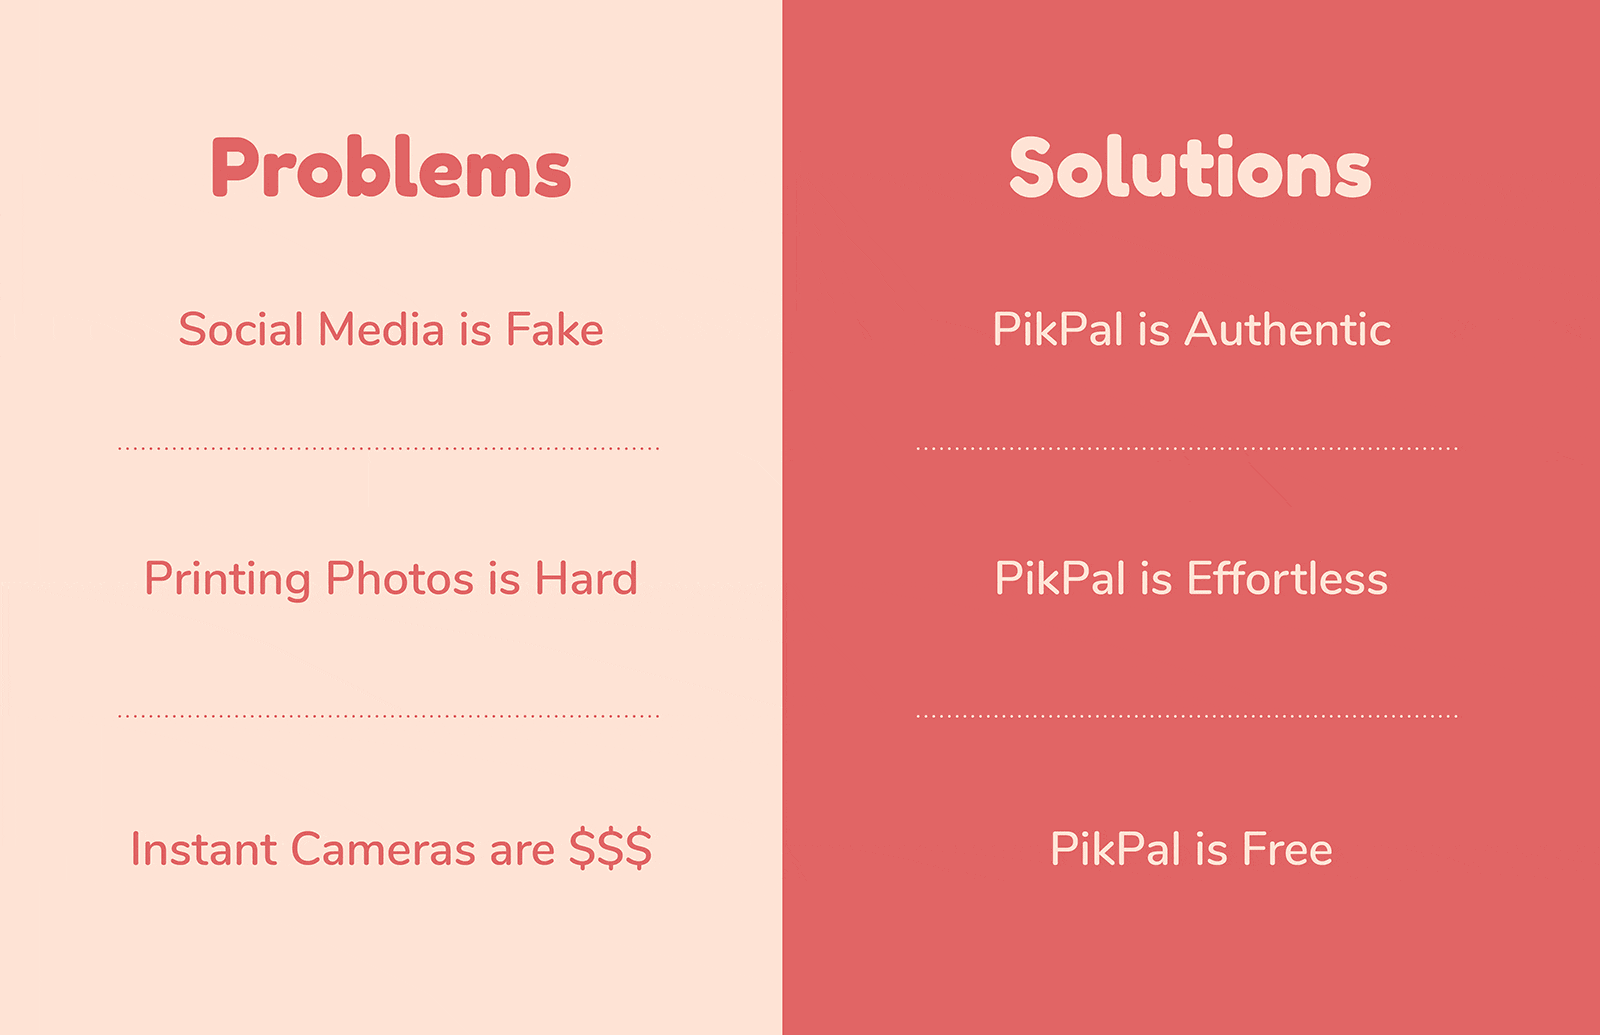 Problems
Social Media is Fake
Printing Photos is Hard
Instant Cameras are $$$
Solutions
PikPal is Authentic
PikPal is Effortless
PikPal is Free